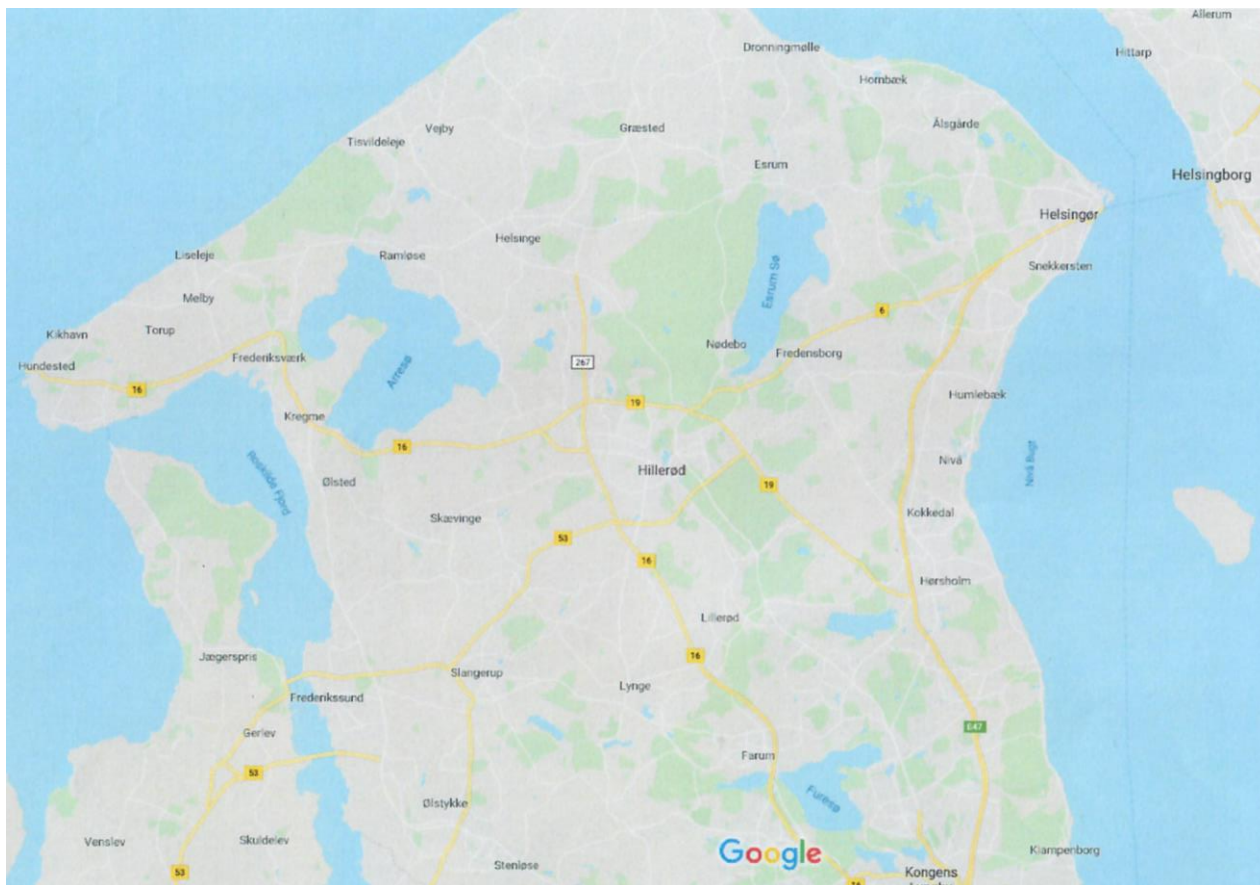 Allerum
Dronningmølle
Hittarp
Hornbæk
Ålsgårde
Græsted
Vejby
Tisvildeleje
Esrum
Helsingborg
Helsingør
Helsinge
Liseleje
Ramløse
Snekkersten
Esrum Sø
Melby
6
Torup
Kikhavn
Nødebo
Fredensborg
Frederiksværk
Hundested
267
Arresø
16
19
Humlebæk
Kregme
16
Nivå
Nivå Bugt
Hillerød
Roskilde Fjord
Ølsted
19
Kokkedal
Skævinge
53
16
Hørsholm
Lillerød
Jægerspris
16
Slangerup
Lynge
Frederikssund
E47
Gerlev
Farum
53
Furesø
Ølstykke
Venslev
Skuldelev
Google
Klampenborg
Stenløse
53
Kongens